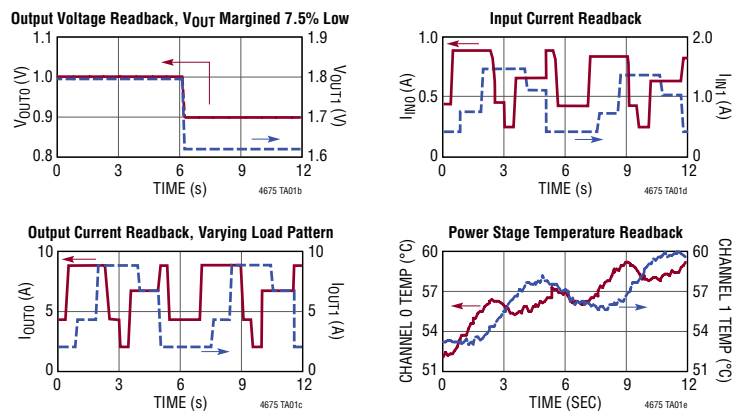 Output Voltage Readback, VOUT Margined 7.5% Low
1.1
1.0
0.9
0.8
VOUT0 (V)
1.9
1.8
1.7
1.6
VOUT1 (V)
0
3
6
9
12
TIME (s)
4675 TA01b
Input Current Readback
1.0
0.5
0
IIN0 (A)
2.0
1.0
0
IIN1 (A)
0
3
6
9
12
TIME (s)
4675 TA01d
Output Current Readback, Varying Load Pattern
10
5
0
IOUT0 (A)
10
5
0
IOUT1 (A)
0
3
6
9
12
TIME (s)
4675 TA01c
Power Stage Temperature Readback
60
57
54
51
CHANNEL 0 TEMP (°C)
60
57
54
51
CHANNEL 1 TEMP (°C)
0
3
6
9
12
TIME (SEC)
4675 TA01e